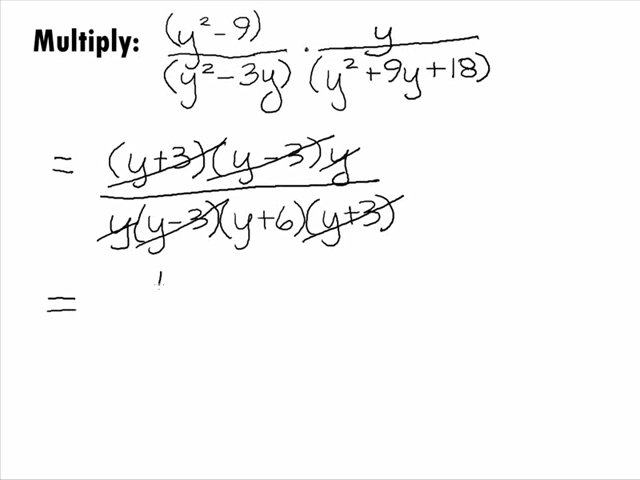 Multiply: (y² - 9) / (y² - 3y) · y / (y² + 9y + 18)
= (y+3)(y-3)y / y(y-3)(y+6)(y+3)
=